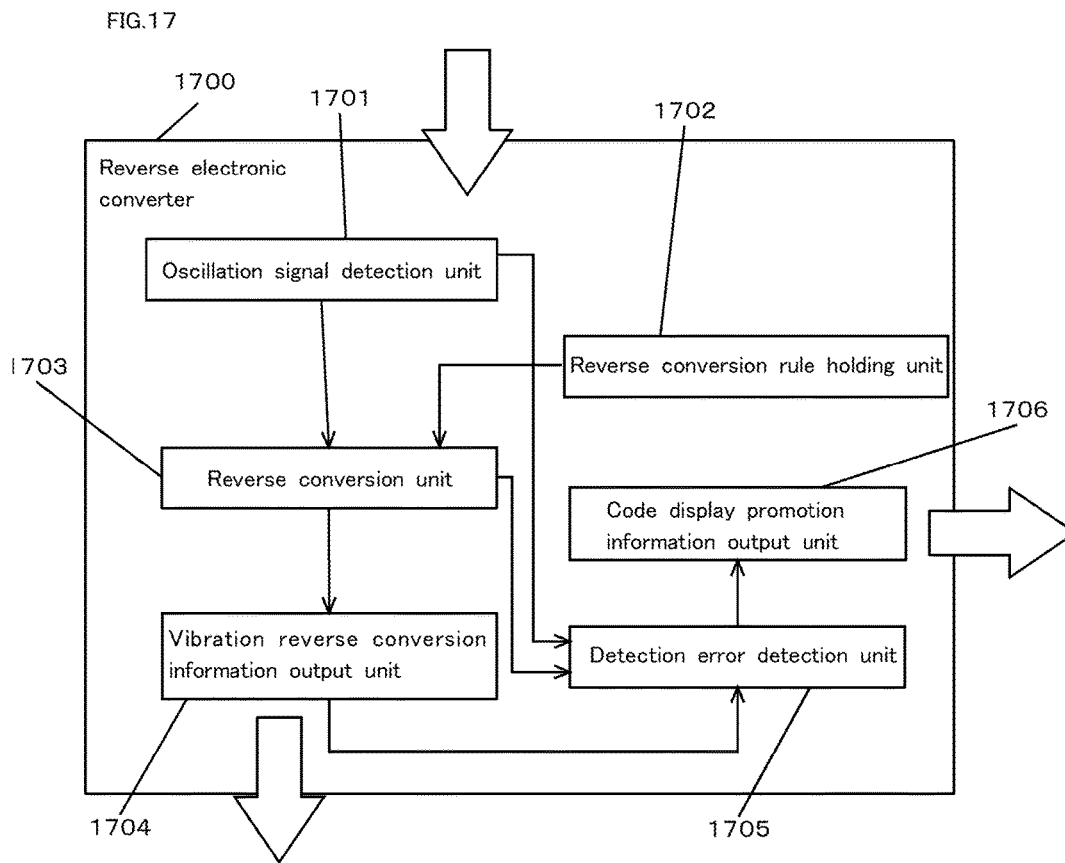 FIG.17
1700
1701
1702
Reverse electronic
converter
Oscillation signal detection unit
1703
Reverse conversion rule holding unit
1706
Reverse conversion unit
Code display promotion
information output unit
Vibration reverse conversion
information output unit
Detection error detection unit
1704
1705